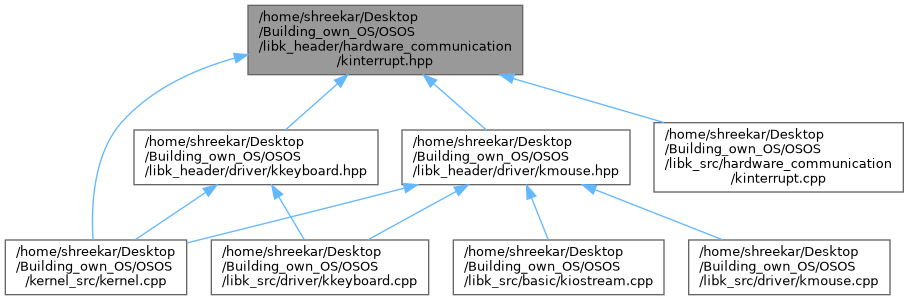 /home/shreekar/Desktop
/Building_own_OS/OSOS
/libk_header/hardware_communication
/kinterrupt.hpp
/home/shreekar/Desktop
/Building_own_OS/OSOS
/libk_header/driver/kkeyboard.hpp
/home/shreekar/Desktop
/Building_own_OS/OSOS
/libk_header/driver/kmouse.hpp
/home/shreekar/Desktop
/Building_own_OS/OSOS
/libk_src/hardware_communication
/kinterrupt.cpp
/home/shreekar/Desktop
/Building_own_OS/OSOS
/kernel_src/kernel.cpp
/home/shreekar/Desktop
/Building_own_OS/OSOS
/libk_src/driver/kkeyboard.cpp
/home/shreekar/Desktop
/Building_own_OS/OSOS
/libk_src/basic/kiostream.cpp
/home/shreekar/Desktop
/Building_own_OS/OSOS
/libk_src/driver/kmouse.cpp